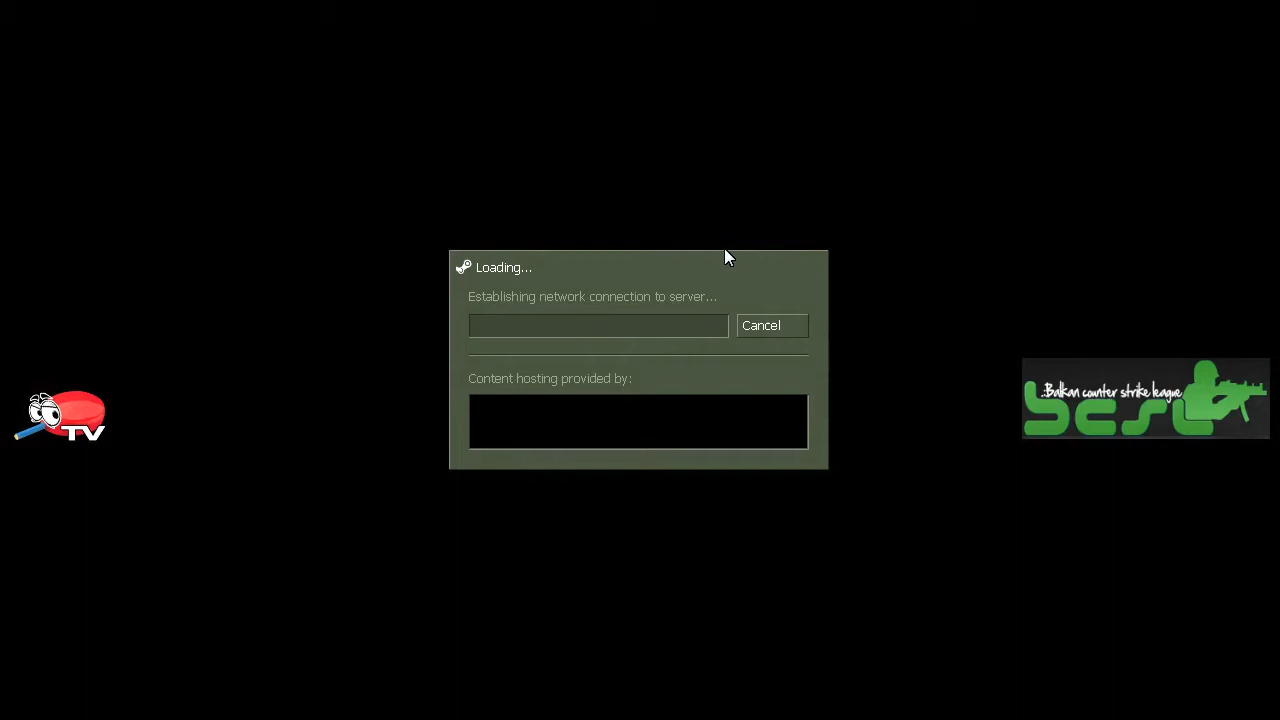 Loading...
Establishing network connection to server...
Cancel
Content hosting provided by:
TV
Balkan counter strike league
bcsl